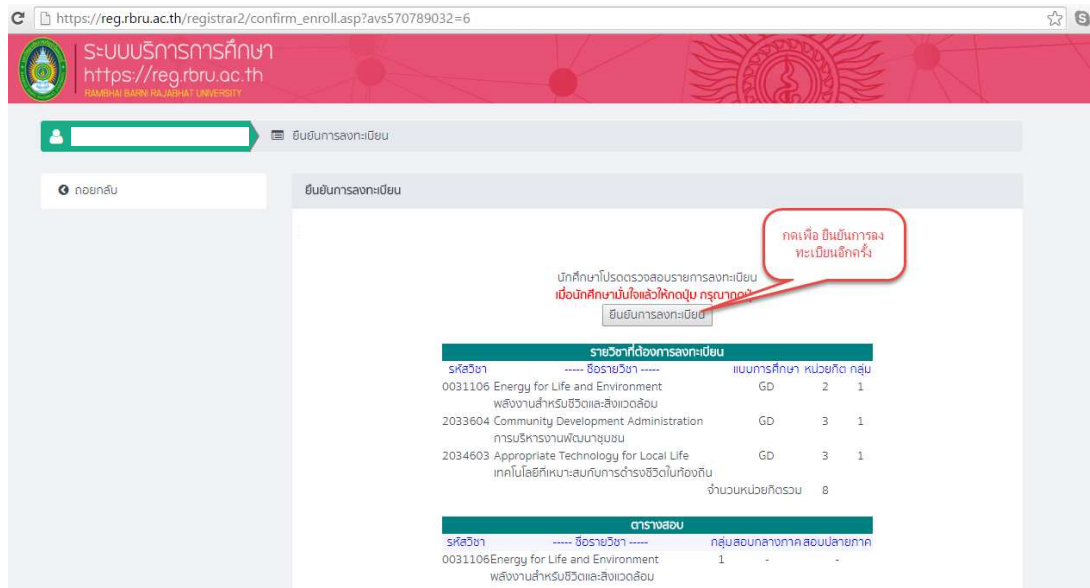 https://reg.rbru.ac.th/registrar2/confirm_enroll.asp?avs570789032=6
ระบบบริการการศึกษา
https://reg.rbru.ac.th
RAMBHAI BARNI RAJABHAT UNIVERSITY
ยืนยันการลงทะเบียน
ถอยกลับ
ยืนยันการลงทะเบียน
กดเพื่อ ยืนยันการลง
ทะเบียนอีกครั้ง
นักศึกษาโปรดตรวจสอบรายการลงทะเบียน
เมื่อนักศึกษามั่นใจแล้วให้กดปุ่ม กรุณากดปุ่ม
ยืนยันการลงทะเบียน
รายวิชาที่ต้องการลงทะเบียน
รหัสวิชา ----- ชื่อรายวิชา ----- แบบการศึกษา หน่วยกิต กลุ่ม
0031106 Energy for Life and Environment GD 2 1
พลังงานสำหรับชีวิตและสิ่งแวดล้อม
2033604 Community Development Administration GD 3 1
การบริหารงานพัฒนาชุมชน
2034603 Appropriate Technology for Local Life GD 3 1
เทคโนโลยีที่เหมาะสมกับการดำรงชีวิตในท้องถิ่น
จำนวนหน่วยกิตรวม 8
ตารางสอบ
รหัสวิชา ----- ชื่อรายวิชา ----- กลุ่มสอบกลางภาค สอบปลายภาค
0031106Energy for Life and Environment 1 - -
พลังงานสำหรับชีวิตและสิ่งแวดล้อม